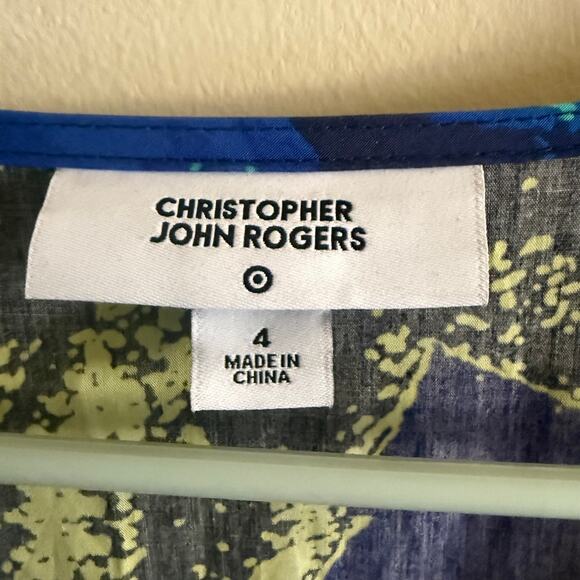 CHRISTOPHER
JOHN ROGERS
4
MADE IN
CHINA